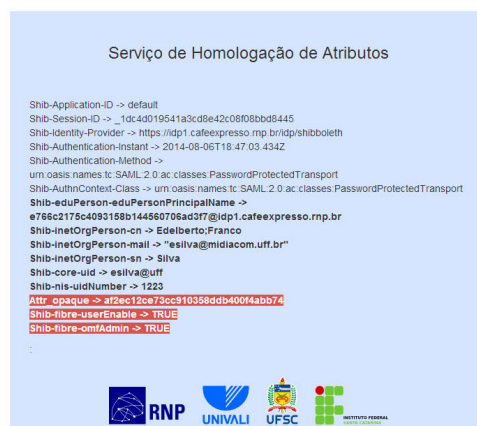 Serviço de Homologação de Atributos
Shib-Application-ID -> default
Shib-Session-ID -> _1dc4d019541a3cd8e42c08f08bbd8445
Shib-Identity-Provider -> https://idp1.cafeexpresso.rnp.br/idp/shibboleth
Shib-Authentication-Instant -> 2014-08-06T18:47:03.434Z
Shib-Authentication-Method ->
urn:oasis:names:tc:SAML:2.0:ac:classes:PasswordProtectedTransport
Shib-AuthnContext-Class -> urn:oasis:names:tc:SAML:2.0:ac:classes:PasswordProtectedTransport
Shib-eduPerson-eduPersonPrincipalName ->
e766c2175c4093158b144560706ad3f7@idp1.cafeexpresso.rnp.br
Shib-inetOrgPerson-cn -> Edelberto;Franco
Shib-inetOrgPerson-mail -> "esilva@midiacom.uff.br"
Shib-inetOrgPerson-sn -> Silva
Shib-core-uid -> esilva@uff
Shib-nis-uidNumber -> 1223
Attr_opaque -> af2ec12ce73cc910358ddb400f4abb74
Shib-fibre-userEnable -> TRUE
Shib-fibre-omfAdmin -> TRUE
:
RNP
UNIVALI
UFSC
INSTITUTO FEDERAL
SANTA CATARINA